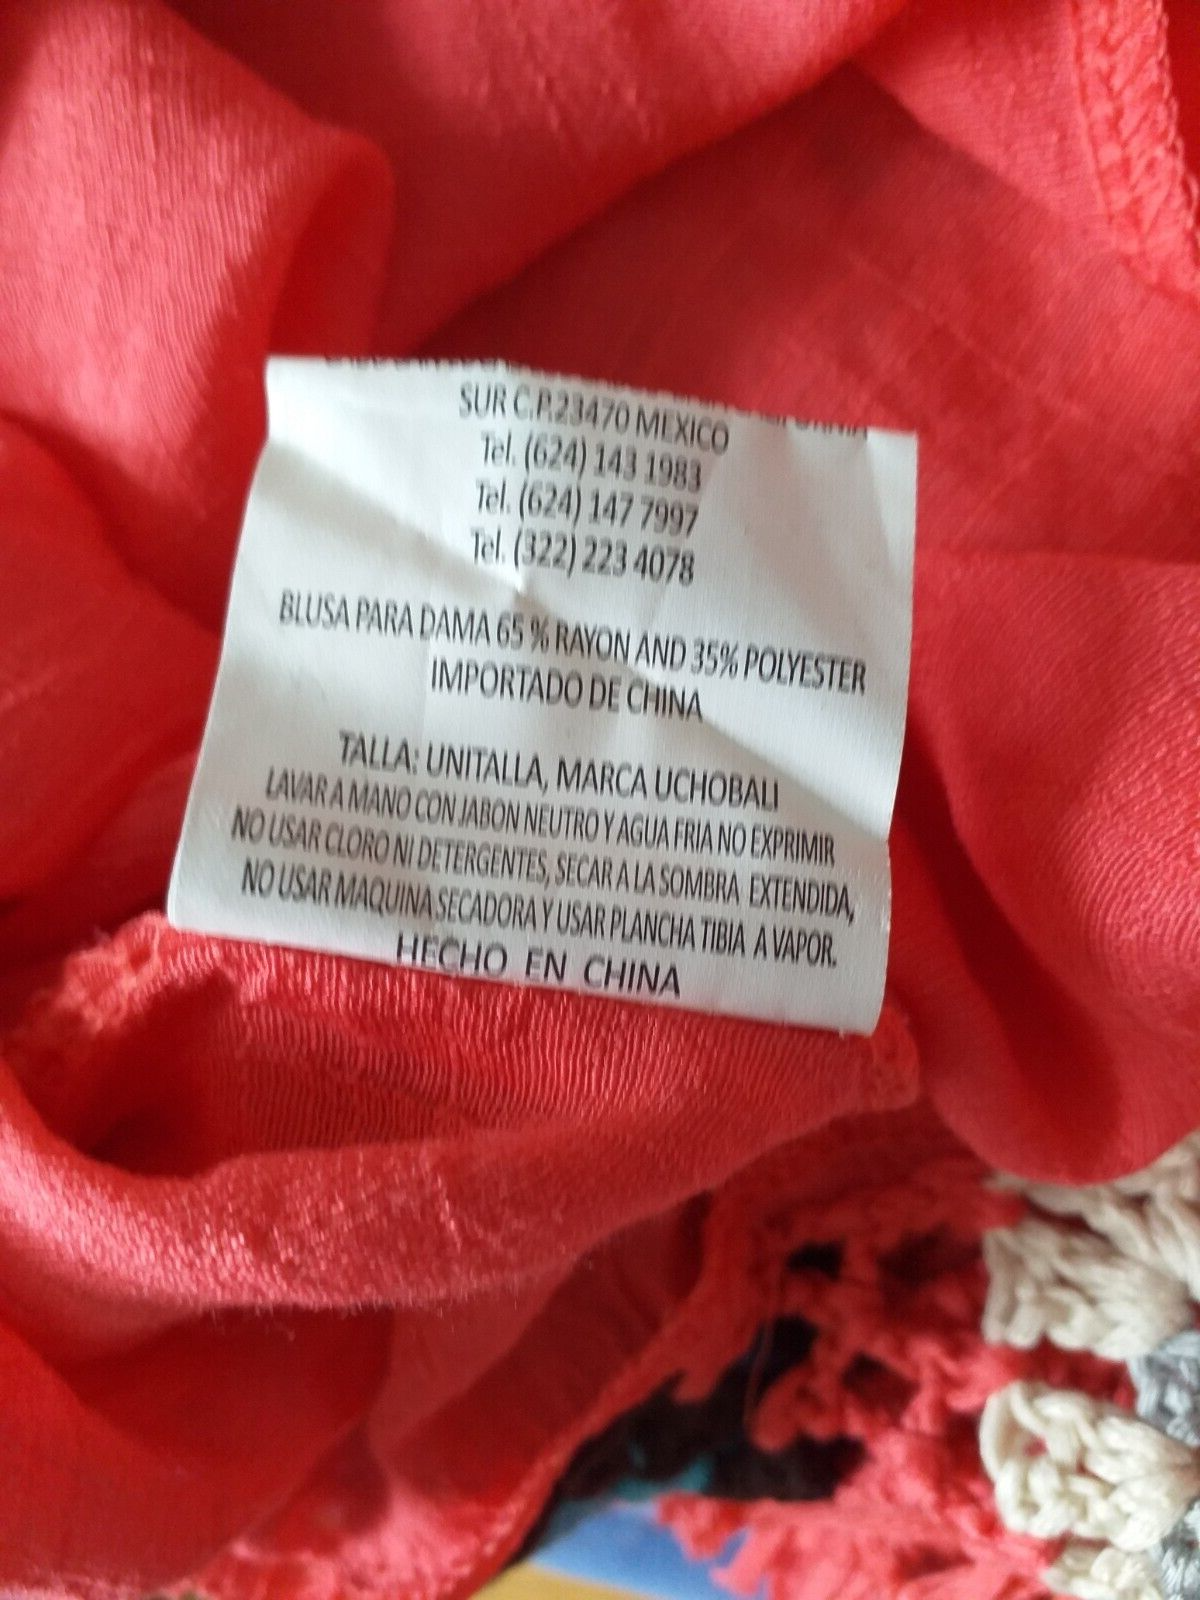 SUR C.P.23470 MEXICO
Tel. (624) 143 1983
Tel. (624) 147 7997
Tel. (322) 223 4078
BLUSA PARA DAMA 65 % RAYON AND 35% POLYESTER
IMPORTADO DE CHINA
TALLA: UNITALLA, MARCA UCHOBALI
LAVAR A MANO CON JABON NEUTRO Y AGUA FRIA NO EXPRIMIR
NO USAR CLORO NI DETERGENTES, SECAR A LA SOMBRA EXTENDIDA,
NO USAR MAQUINA SECADORA Y USAR PLANCHA TIBIA A VAPOR.
HECHO EN CHINA